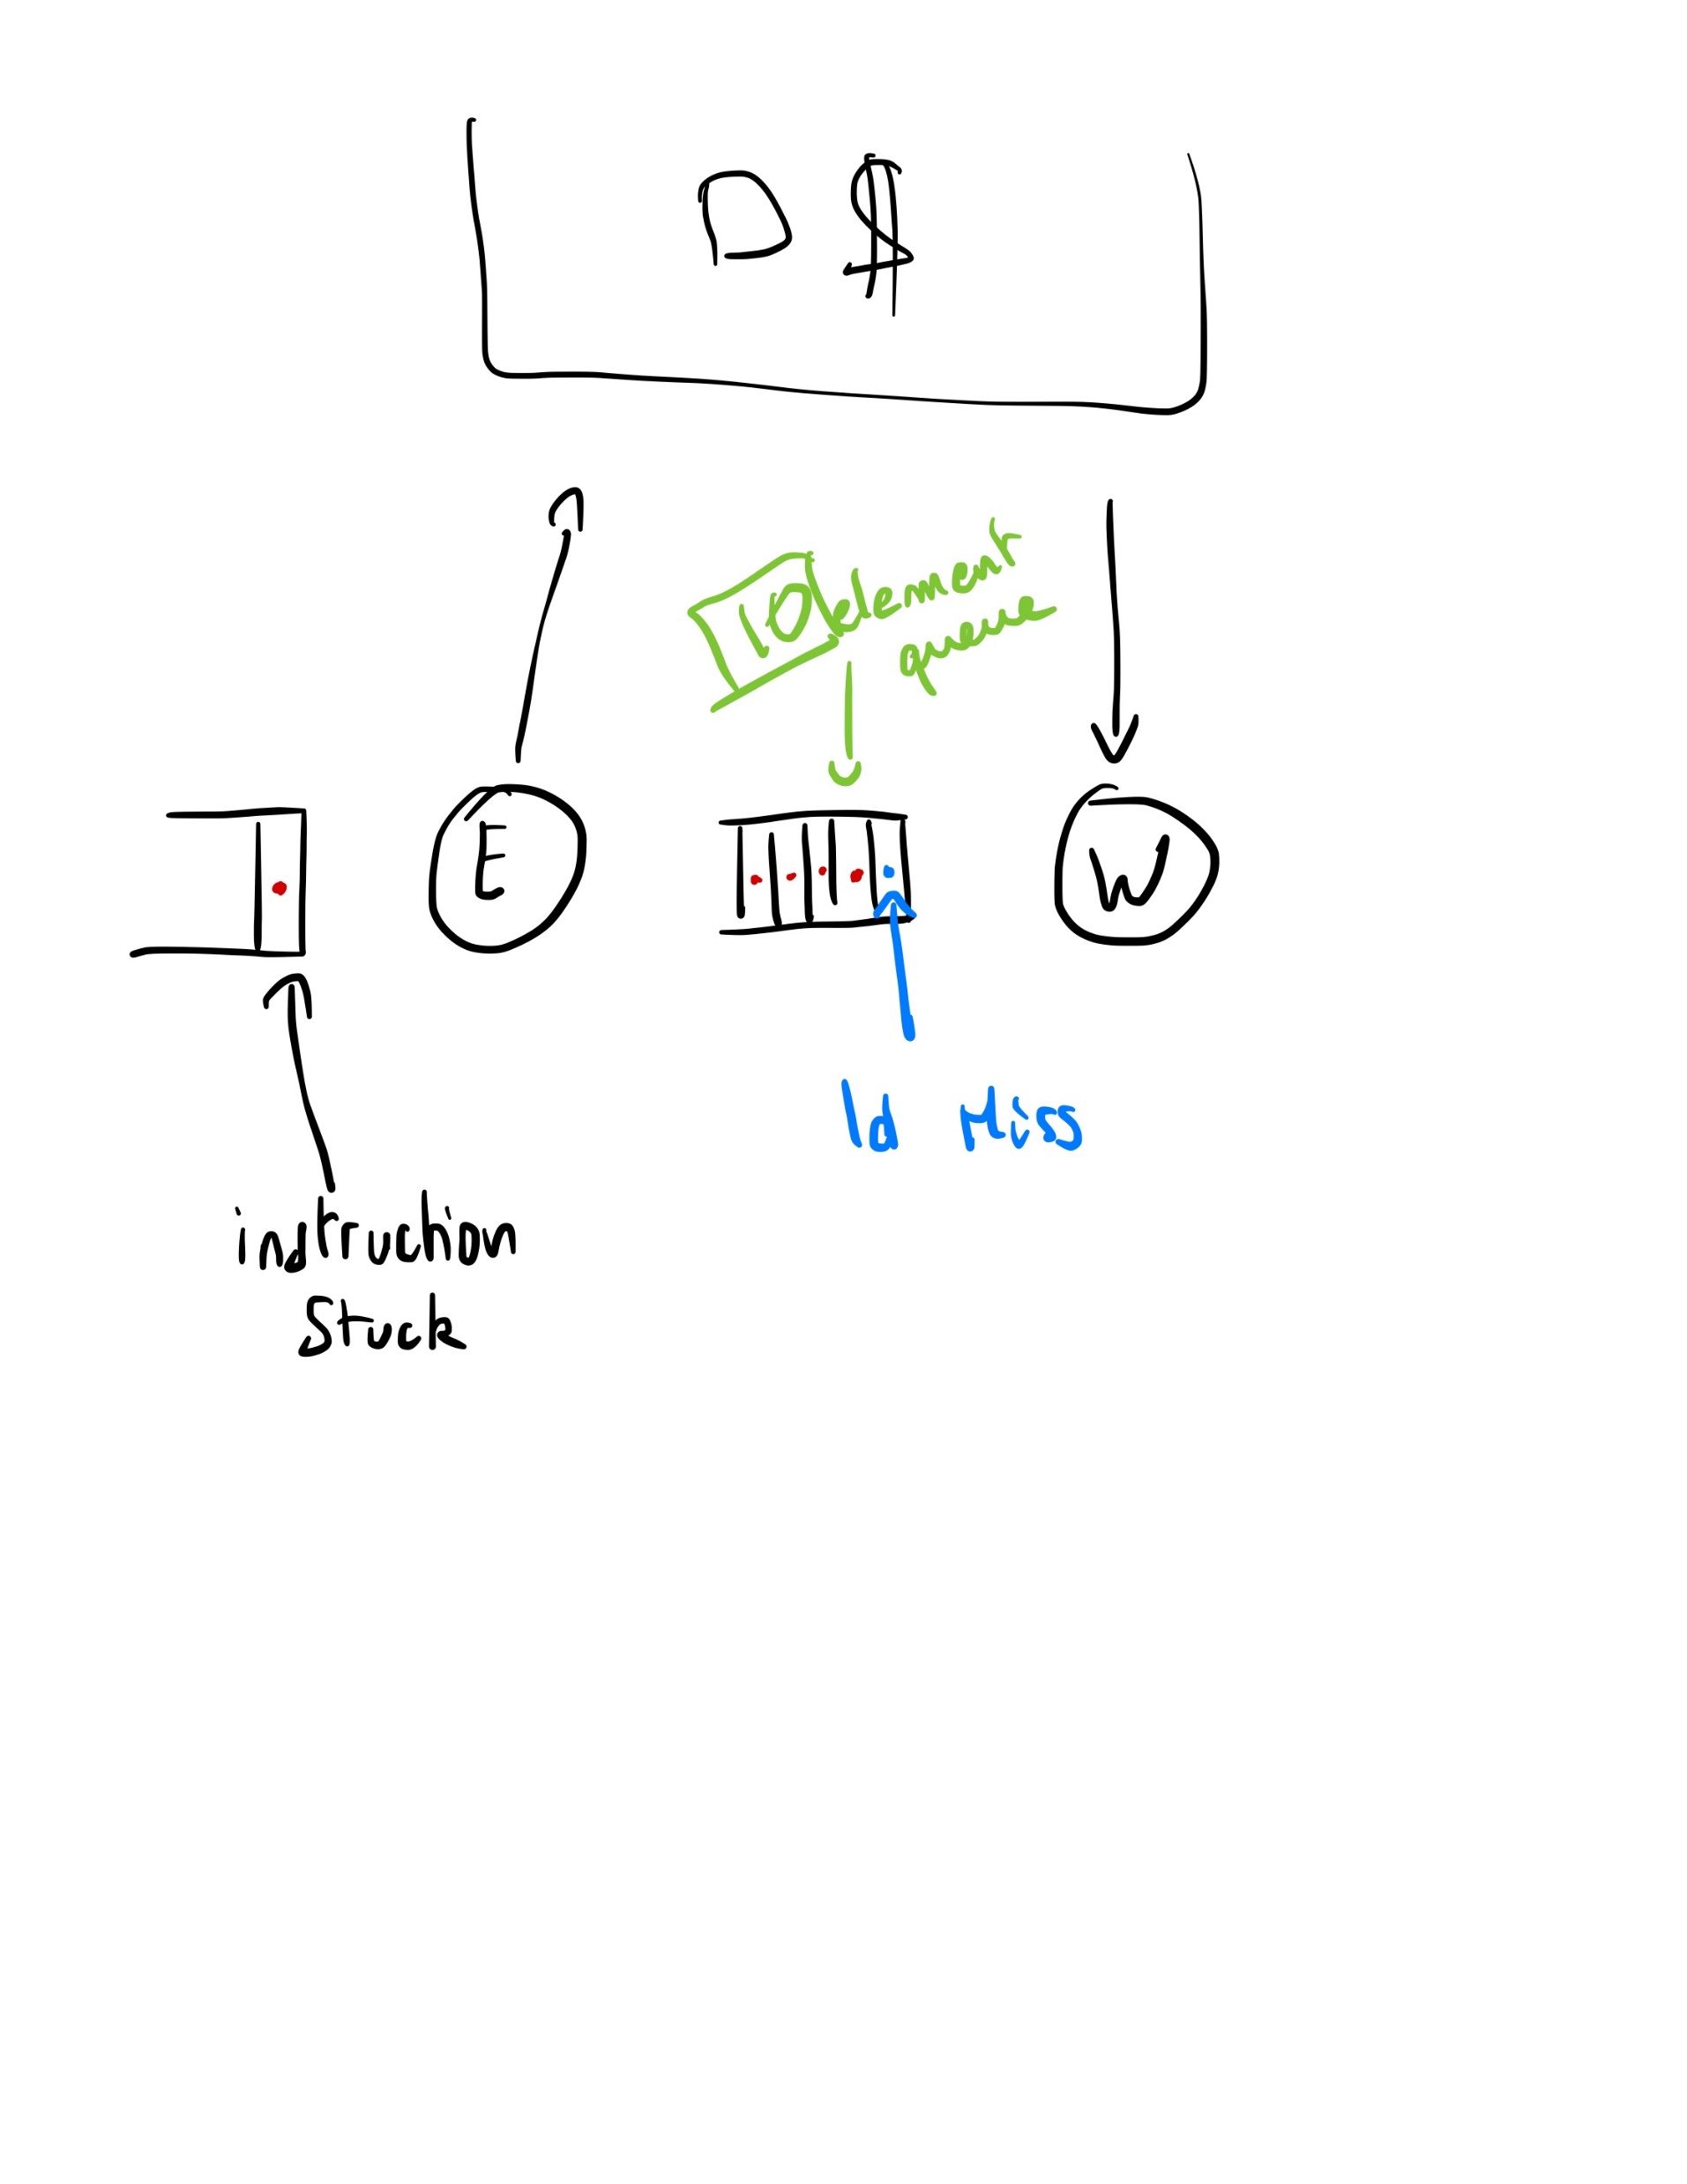 D $
10 element
queue
E
W
ld Miss
instruction
Stuck